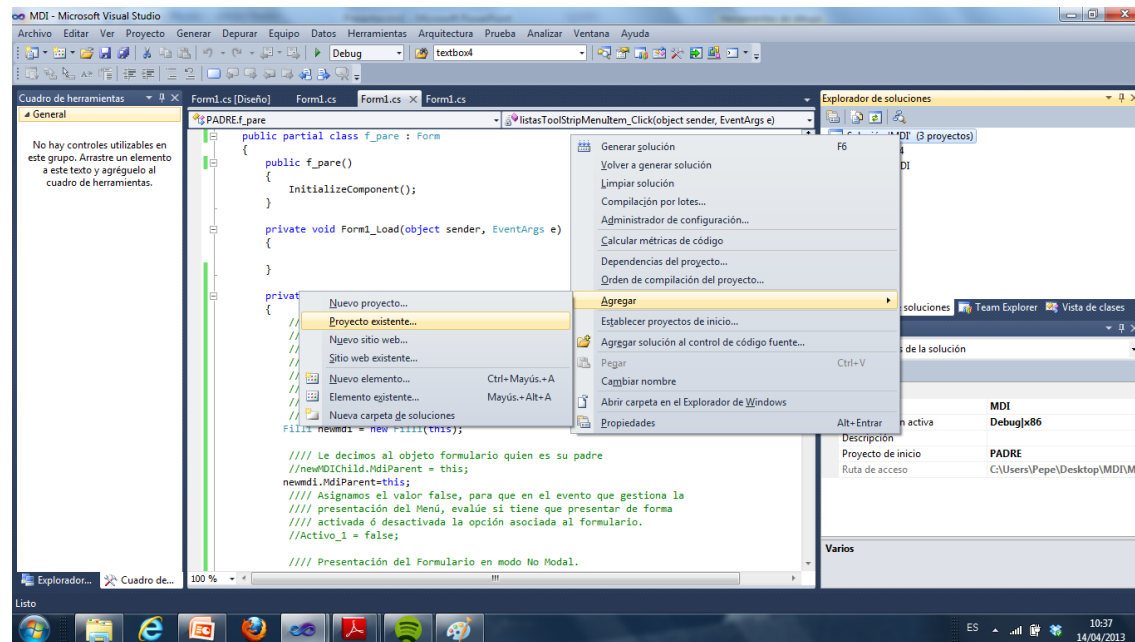 MDI - Microsoft Visual Studio
Archivo Editar Ver Proyecto Generar Depurar Equipo Datos Herramientas Arquitectura Prueba Analizar Ventana Ayuda
Debug textbox4
Cuadro de herramientas
General
No hay controles utilizables en
este grupo. Arrastre un elemento
a este texto y agréguelo al
cuadro de herramientas.
Explorador... Cuadro de...
Form1.cs [Diseño] Form1.cs Form1.cs Form1.cs
PADRE.f_pare listasToolStripMenuItem_Click(object sender, EventArgs e)
public partial class f_pare : Form
{
public f_pare()
{
InitializeComponent();
}
private void Form1_Load(object sender, EventArgs e)
{
}
privat
{
//
//
//
//
//
//
//
//
Fill1 newmdi = new Fill1(this);
//// Le decimos al objeto formulario quien es su padre
//newMDIChild.MdiParent = this;
newmdi.MdiParent=this;
//// Asignamos el valor false, para que en el evento que gestiona la
//// presentación del Menú, evalúe si tiene que presentar de forma
//// activada ó desactivada la opción asociada al formulario.
//Activo_1 = false;
//// Presentación del Formulario en modo No Modal.
100 %
Generar solución F6
Volver a generar solución
Limpiar solución
Compilación por lotes...
Administrador de configuración...
Calcular métricas de código
Dependencias del proyecto...
Orden de compilación del proyecto...
Agregar
Establecer proyectos de inicio...
Agregar solución al control de código fuente...
Pegar Ctrl+V
Cambiar nombre
Abrir carpeta en el Explorador de Windows
Propiedades Alt+Entrar
Nuevo proyecto...
Proyecto existente...
Nuevo sitio web...
Sitio web existente...
Nuevo elemento... Ctrl+Mayús.+A
Elemento existente... Mayús.+Alt+A
Nueva carpeta de soluciones
Explorador de soluciones
Solución 'MDI' (3 proyectos)
4
DI
soluciones Team Explorer Vista de clases
s de la solución
MDI
n activa Debug|x86
Descripción
Proyecto de inicio PADRE
Ruta de acceso C:\Users\Pepe\Desktop\MDI\M
Varios
Listo
ES 10:37
14/04/2013